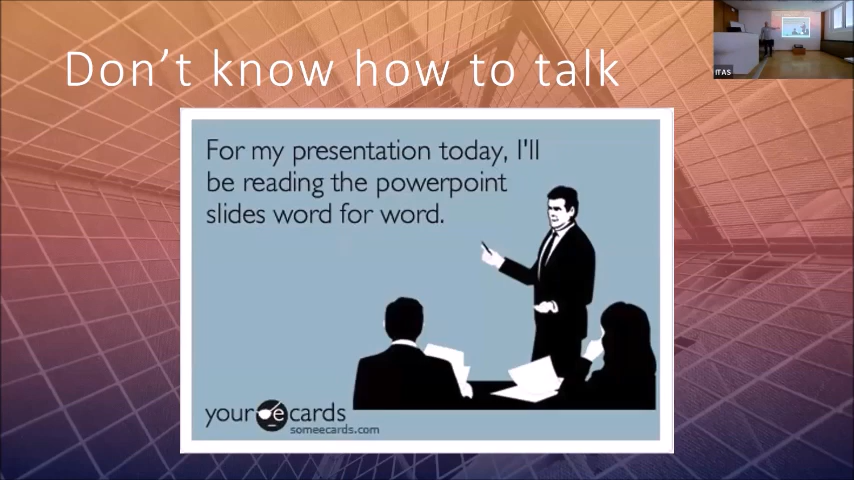 Don't know how to talk
ITAS
For my presentation today, I'll
be reading the powerpoint
slides word for word.
your e cards
someecards.com